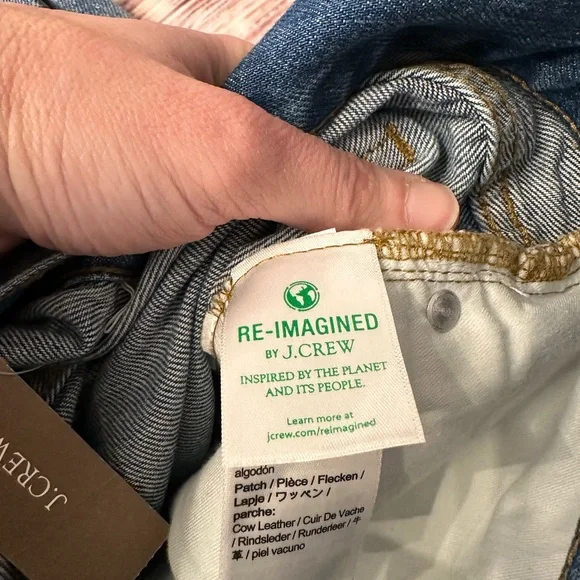 RE-IMAGINED
BY J.CREW
INSPIRED BY THE PLANET
AND ITS PEOPLE.
Learn more at
jcrew.com/reimagined
algodón
Patch / Pièce / Flecken /
Lapje / ワッペン /
parche:
Cow Leather / Cuir De Vache
/ Rindsleder / Runderleer / 牛
革 / piel vacuno
J.CREW